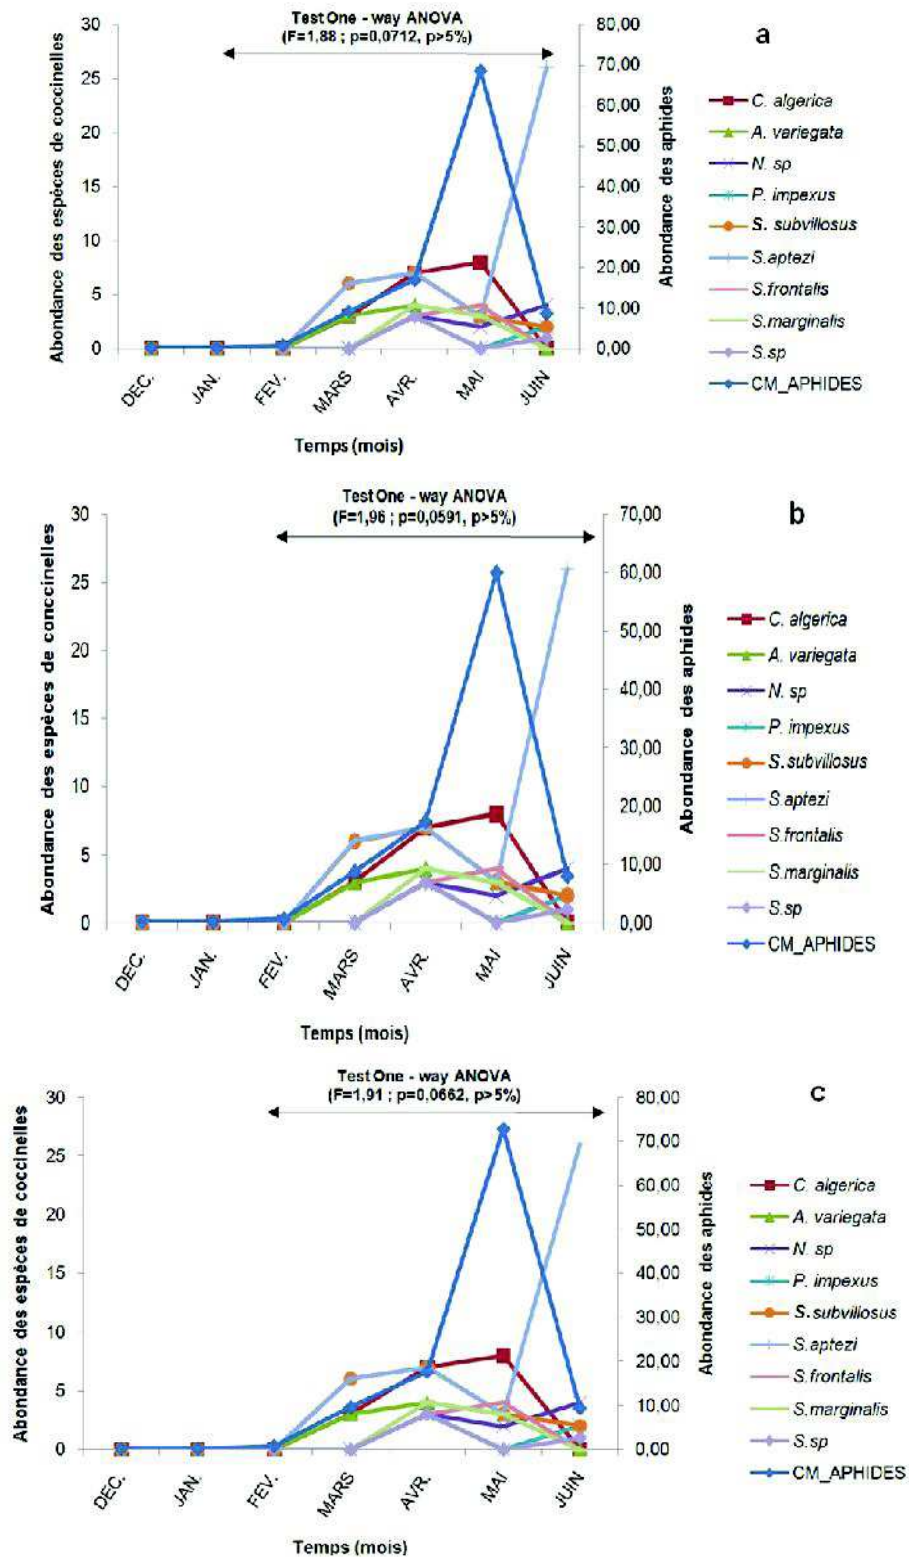 Test One - way ANOVA
(F=1,88 ; p=0,0712, p>5%)
a
Abondance des espèces de coccinelles
30
25
20
15
10
5
0
80,00
70,00
60,00
50,00
40,00
30,00
20,00
10,00
0,00
Abondance des aphides
DEC.
JAN.
FEV.
MARS
AVR.
MAI
JUIN
Temps (mois)
C. algerica
A. variegata
N. sp
P. impexus
S. subvillosus
S.aptezi
S.frontalis
S.marginalis
S.sp
CM_APHIDES
Test One - way ANOVA
(F=1,96 ; p=0,0591, p>5%)
b
Abondance des espèces de conccinelles
30
25
20
15
10
5
0
70,00
60,00
50,00
40,00
30,00
20,00
10,00
0,00
Abondance des aphides
DEC.
JAN.
FEV.
MARS
AVR.
MAI
JUIN
Temps (mois)
C. algerica
A. variegata
N. sp
P. impexus
S. subvillosus
S.aptezi
S.frontalis
S.marginalis
S.sp
CM_APHIDES
Test One - way ANOVA
(F=1,91 ; p=0,0662, p>5%)
c
Abondance des espèces de coccinelles
30
25
20
15
10
5
0
80,00
70,00
60,00
50,00
40,00
30,00
20,00
10,00
0,00
Abondance des aphides
DEC.
JAN.
FEV.
MARS
AVR.
MAI
JUIN
Temps (mois)
C. algerica
A. variegata
N. sp
P. impexus
S. subvillosus
S.aptezi
S.frontalis
S.marginalis
S.sp
CM_APHIDES